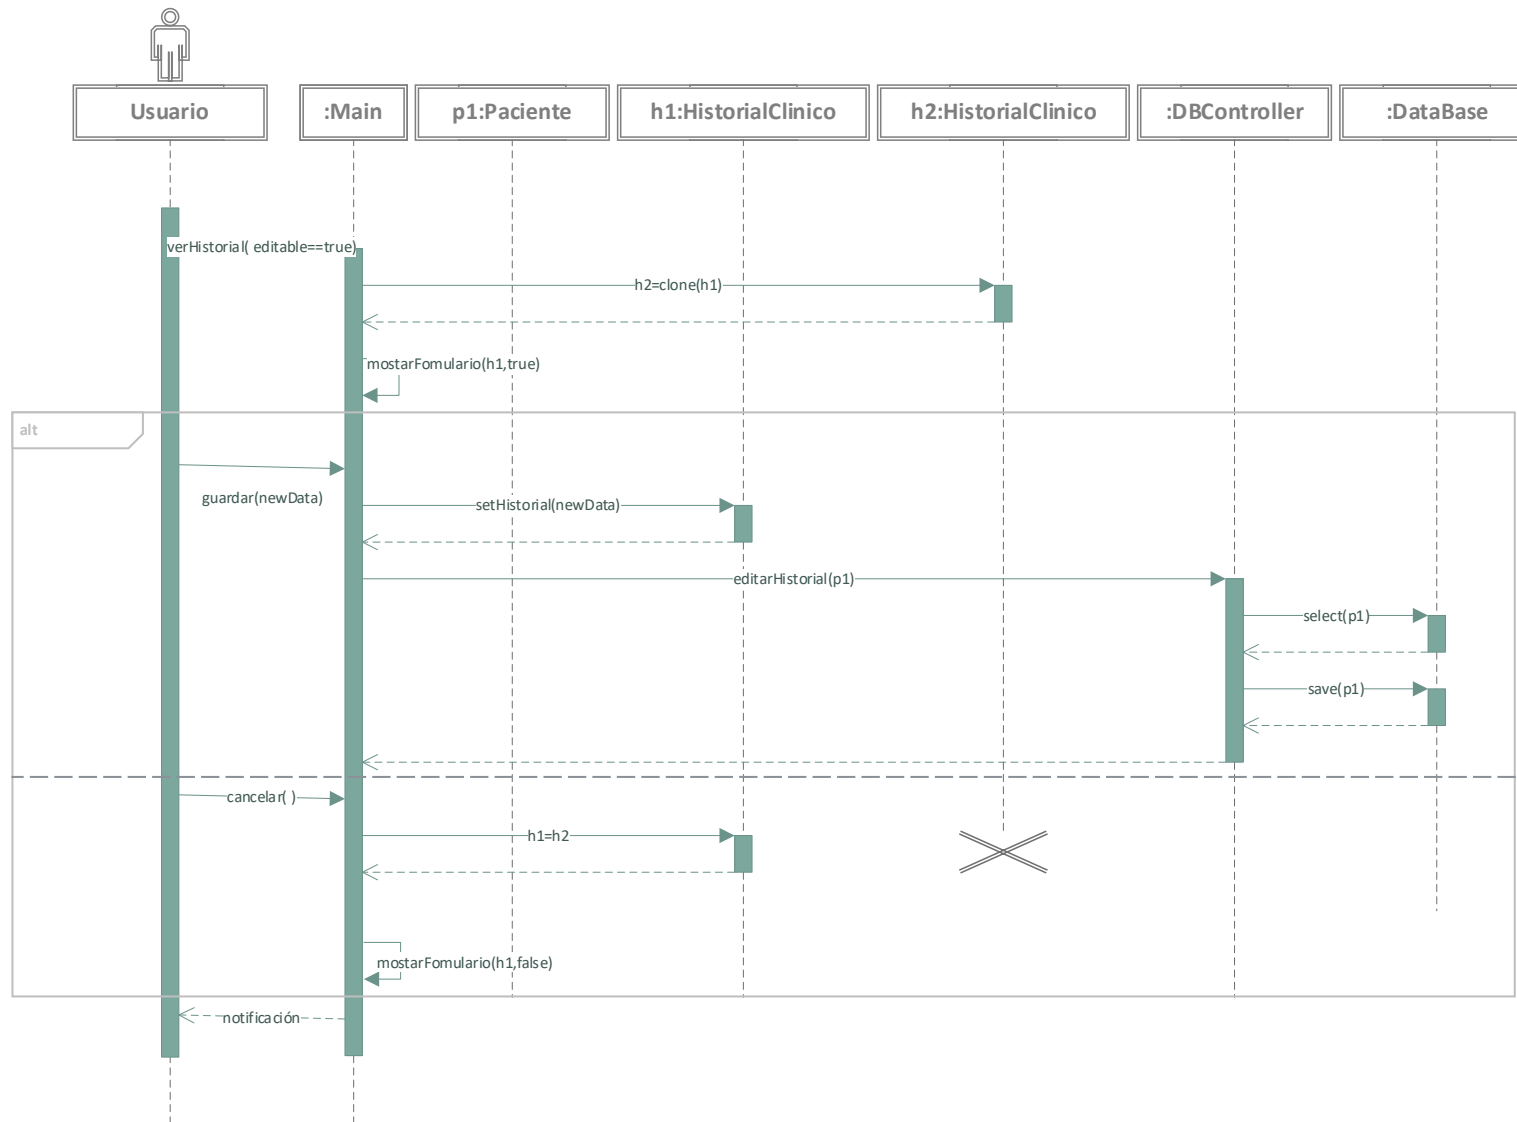 Usuario
:Main
p1:Paciente
h1:HistorialClinico
h2:HistorialClinico
:DBController
:DataBase
verHistorial( editable==true)
h2=clone(h1)
mostarFomulario(h1,true)
alt
guardar(newData)
setHistorial(newData)
editarHistorial(p1)
select(p1)
save(p1)
cancelar( )
h1=h2
mostarFomulario(h1,false)
notificación